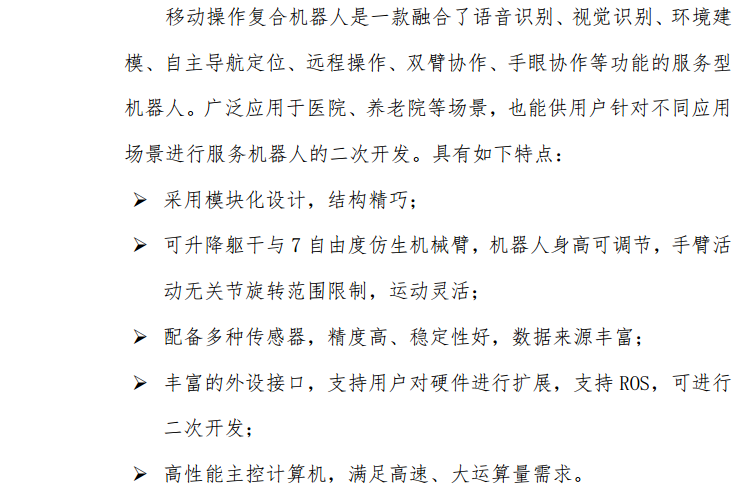 移动操作复合机器人是一款融合了语音识别、视觉识别、环境建
模、自主导航定位、远程操作、双臂协作、手眼协作等功能的服务型
机器人。广泛应用于医院、养老院等场景，也能供用户针对不同应用
场景进行服务机器人的二次开发。具有如下特点：
➢ 采用模块化设计，结构精巧；
➢ 可升降躯干与 7 自由度仿生机械臂，机器人身高可调节，手臂活
动无关节旋转范围限制，运动灵活；
➢ 配备多种传感器，精度高、稳定性好，数据来源丰富；
➢ 丰富的外设接口，支持用户对硬件进行扩展，支持 ROS，可进行
二次开发；
➢ 高性能主控计算机，满足高速、大运算量需求。